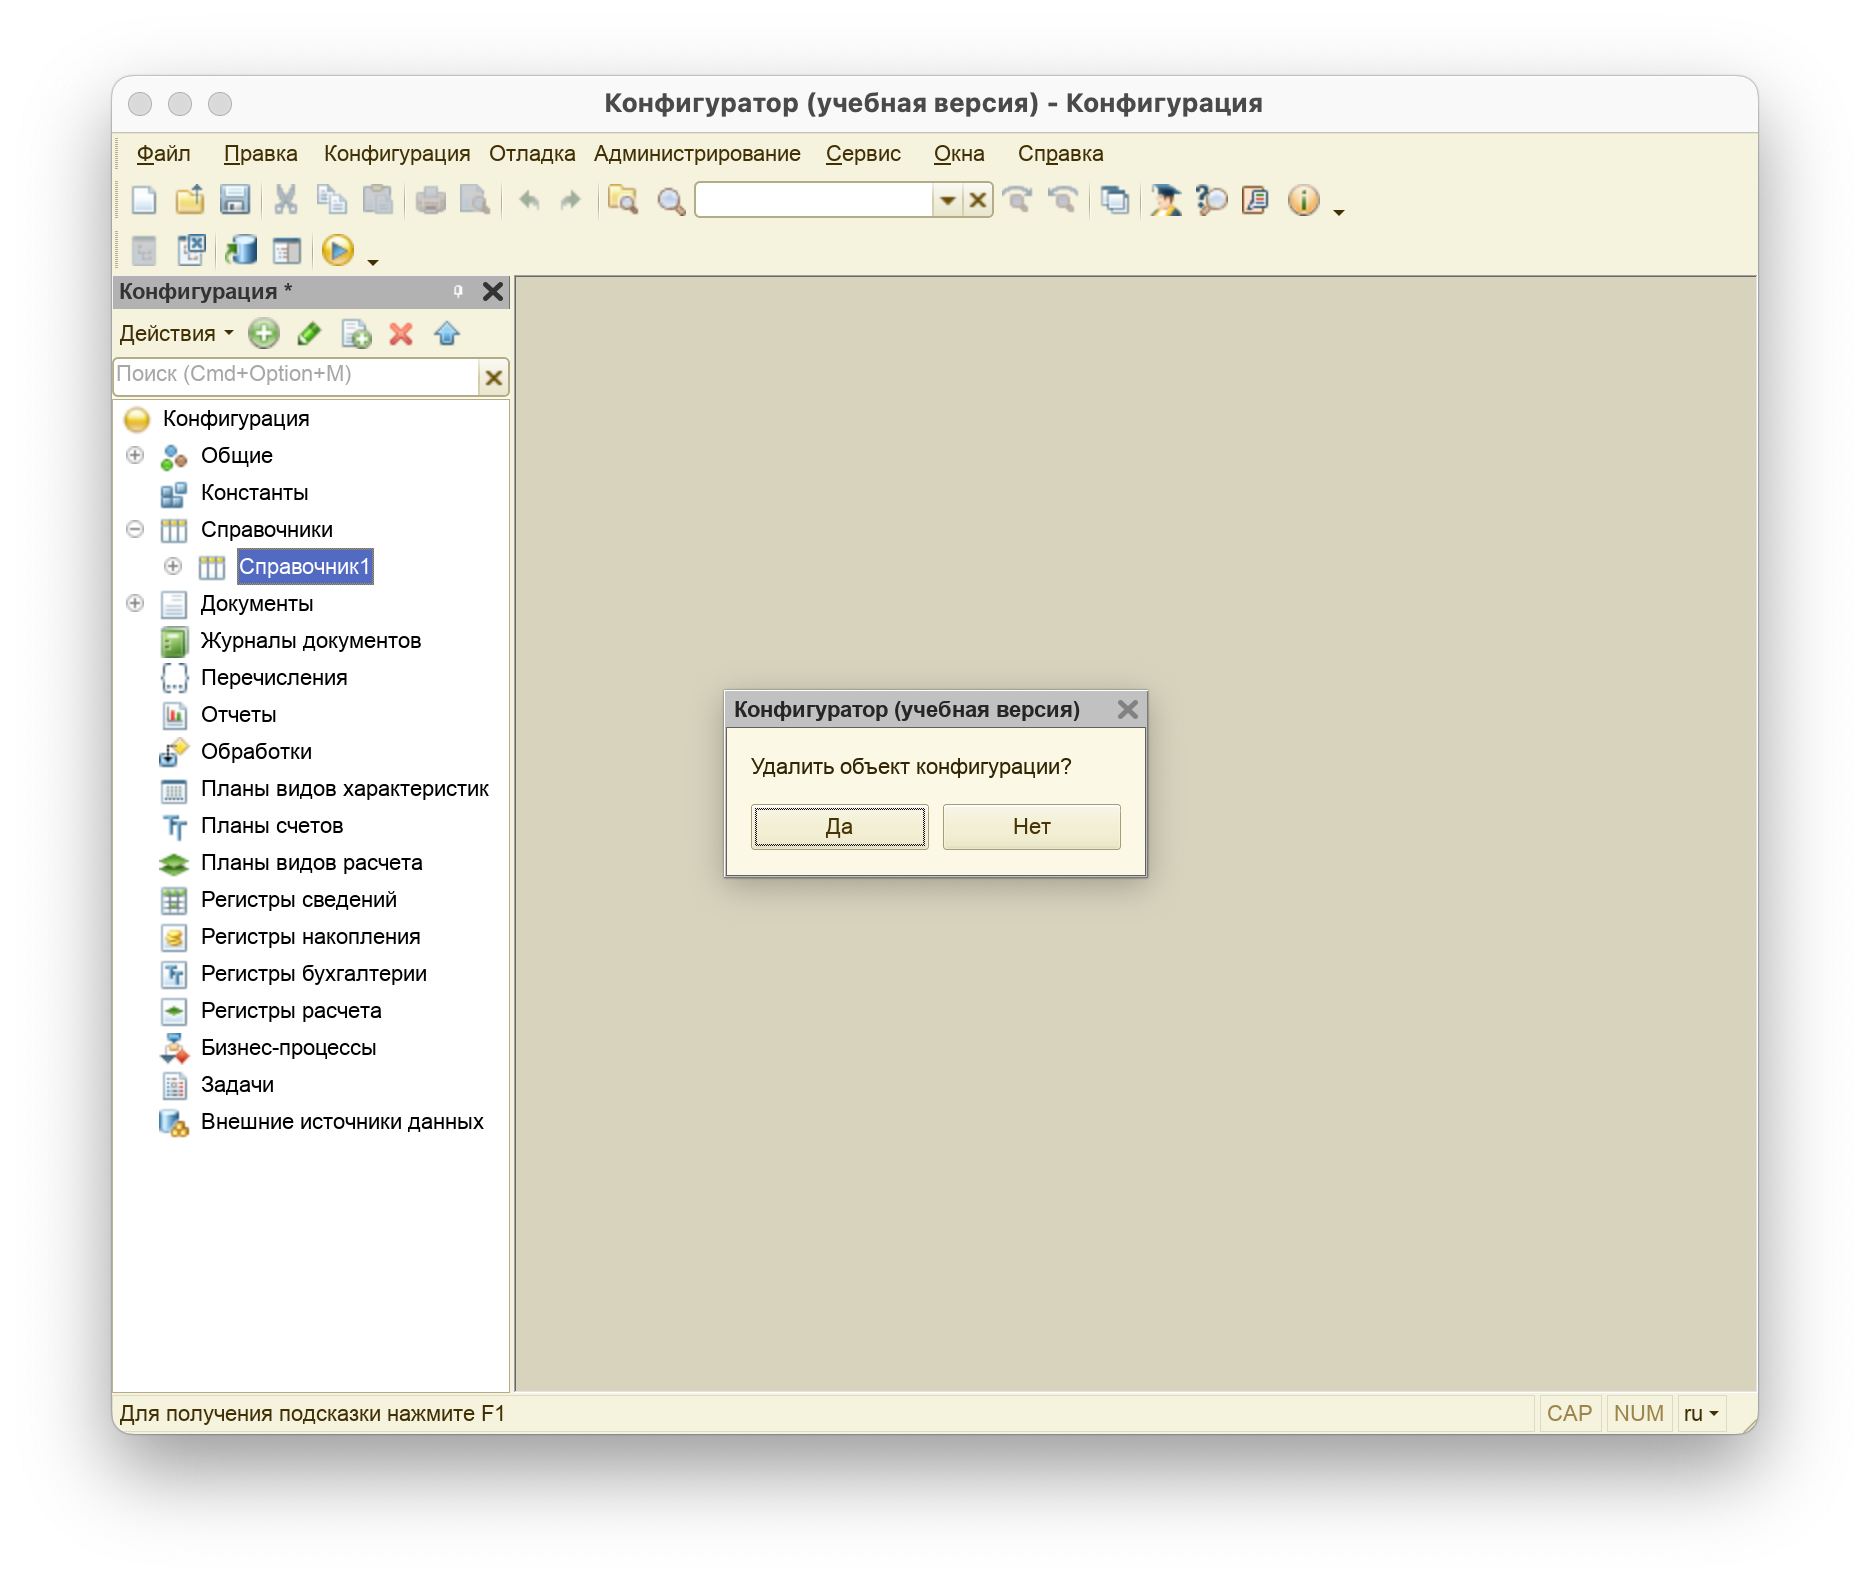 Конфигуратор (учебная версия) - Конфигурация
Файл Правка Конфигурация Отладка Администрирование Сервис Окна Справка
Конфигурация *
Действия
Поиск (Cmd+Option+M)
Конфигурация
Общие
Константы
Справочники
Справочник1
Документы
Журналы документов
Перечисления
Отчеты
Обработки
Планы видов характеристик
Планы счетов
Планы видов расчета
Регистры сведений
Регистры накопления
Регистры бухгалтерии
Регистры расчета
Бизнес-процессы
Задачи
Внешние источники данных
Конфигуратор (учебная версия)
Удалить объект конфигурации?
Да Нет
Для получения подсказки нажмите F1
CAP NUM ru